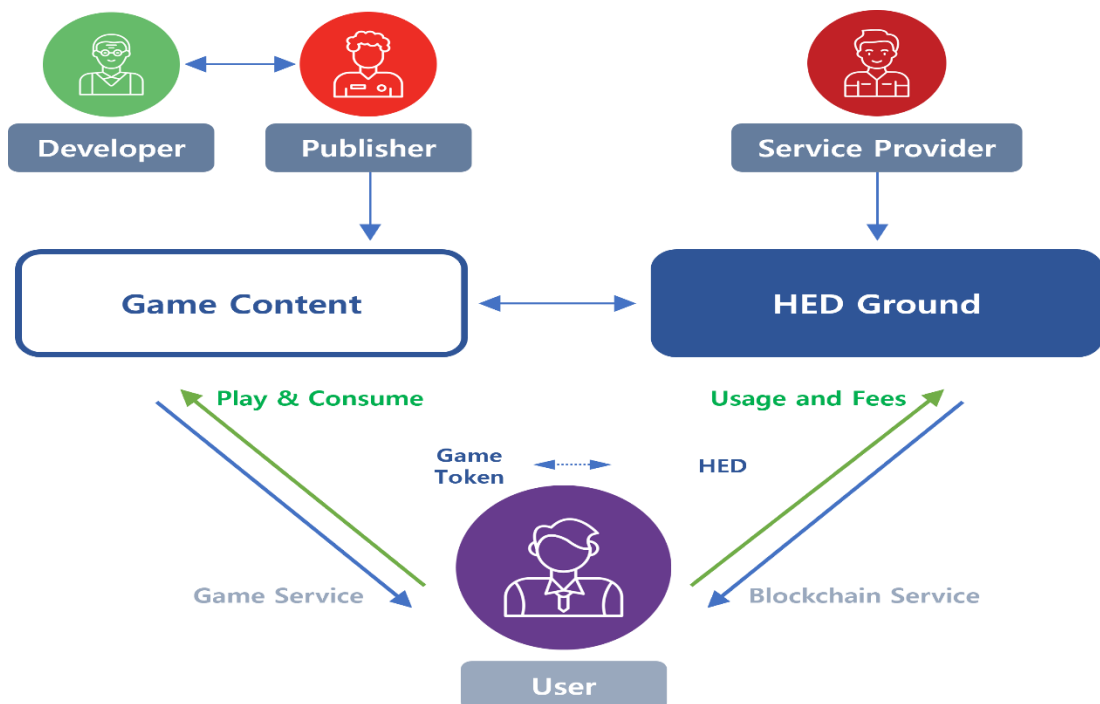 Developer
Publisher
Service Provider
Game Content
HED Ground
Play & Consume
Usage and Fees
Game
Token
HED
Game Service
Blockchain Service
User